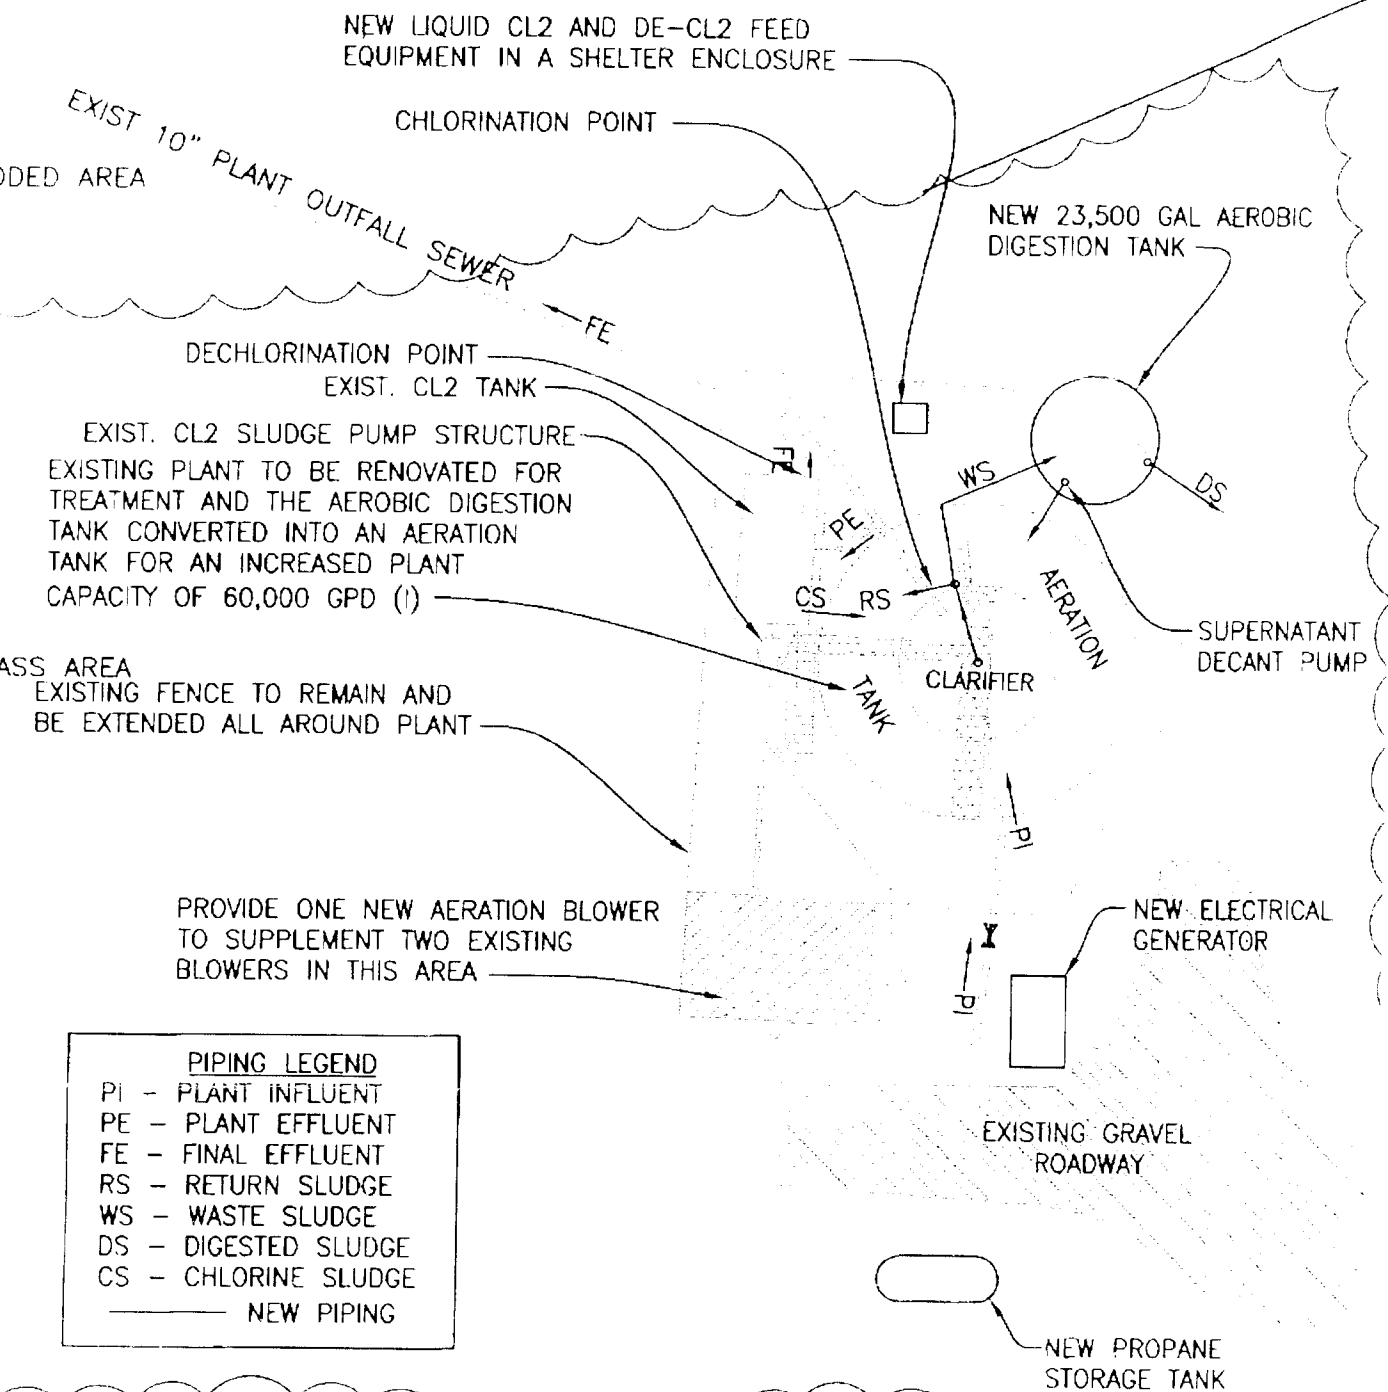 NEW LIQUID CL2 AND DE-CL2 FEED
EQUIPMENT IN A SHELTER ENCLOSURE
CHLORINATION POINT
EXIST 10" PLANT OUTFALL SEWER
AREA
NEW 23,500 GAL AEROBIC
DIGESTION TANK
FE
DECHLORINATION POINT
EXIST. CL2 TANK
EXIST. CL2 SLUDGE PUMP STRUCTURE
EXISTING PLANT TO BE RENOVATED FOR
TREATMENT AND THE AEROBIC DIGESTION
TANK CONVERTED INTO AN AERATION
TANK FOR AN INCREASED PLANT
CAPACITY OF 60,000 GPD (I)
FE
WS
DS
PE
CS
RS
AERATION
TANK
CLARIFIER
SUPERNATANT
DECANT PUMP
AREA
EXISTING FENCE TO REMAIN AND
BE EXTENDED ALL AROUND PLANT
PI
PROVIDE ONE NEW AERATION BLOWER
TO SUPPLEMENT TWO EXISTING
BLOWERS IN THIS AREA
NEW ELECTRICAL
GENERATOR
PI
PIPING LEGEND
PI - PLANT INFLUENT
PE - PLANT EFFLUENT
FE - FINAL EFFLUENT
RS - RETURN SLUDGE
WS - WASTE SLUDGE
DS - DIGESTED SLUDGE
CS - CHLORINE SLUDGE
NEW PIPING
EXISTING GRAVEL
ROADWAY
NEW PROPANE
STORAGE TANK